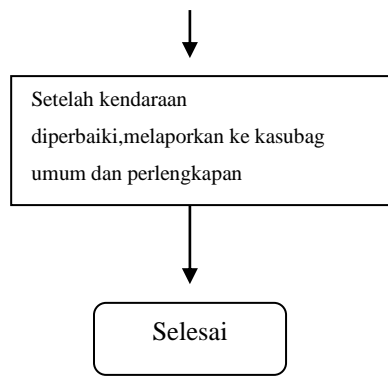 Setelah kendaraan
diperbaiki,melaporkan ke kasubag
umum dan perlengkapan
Selesai